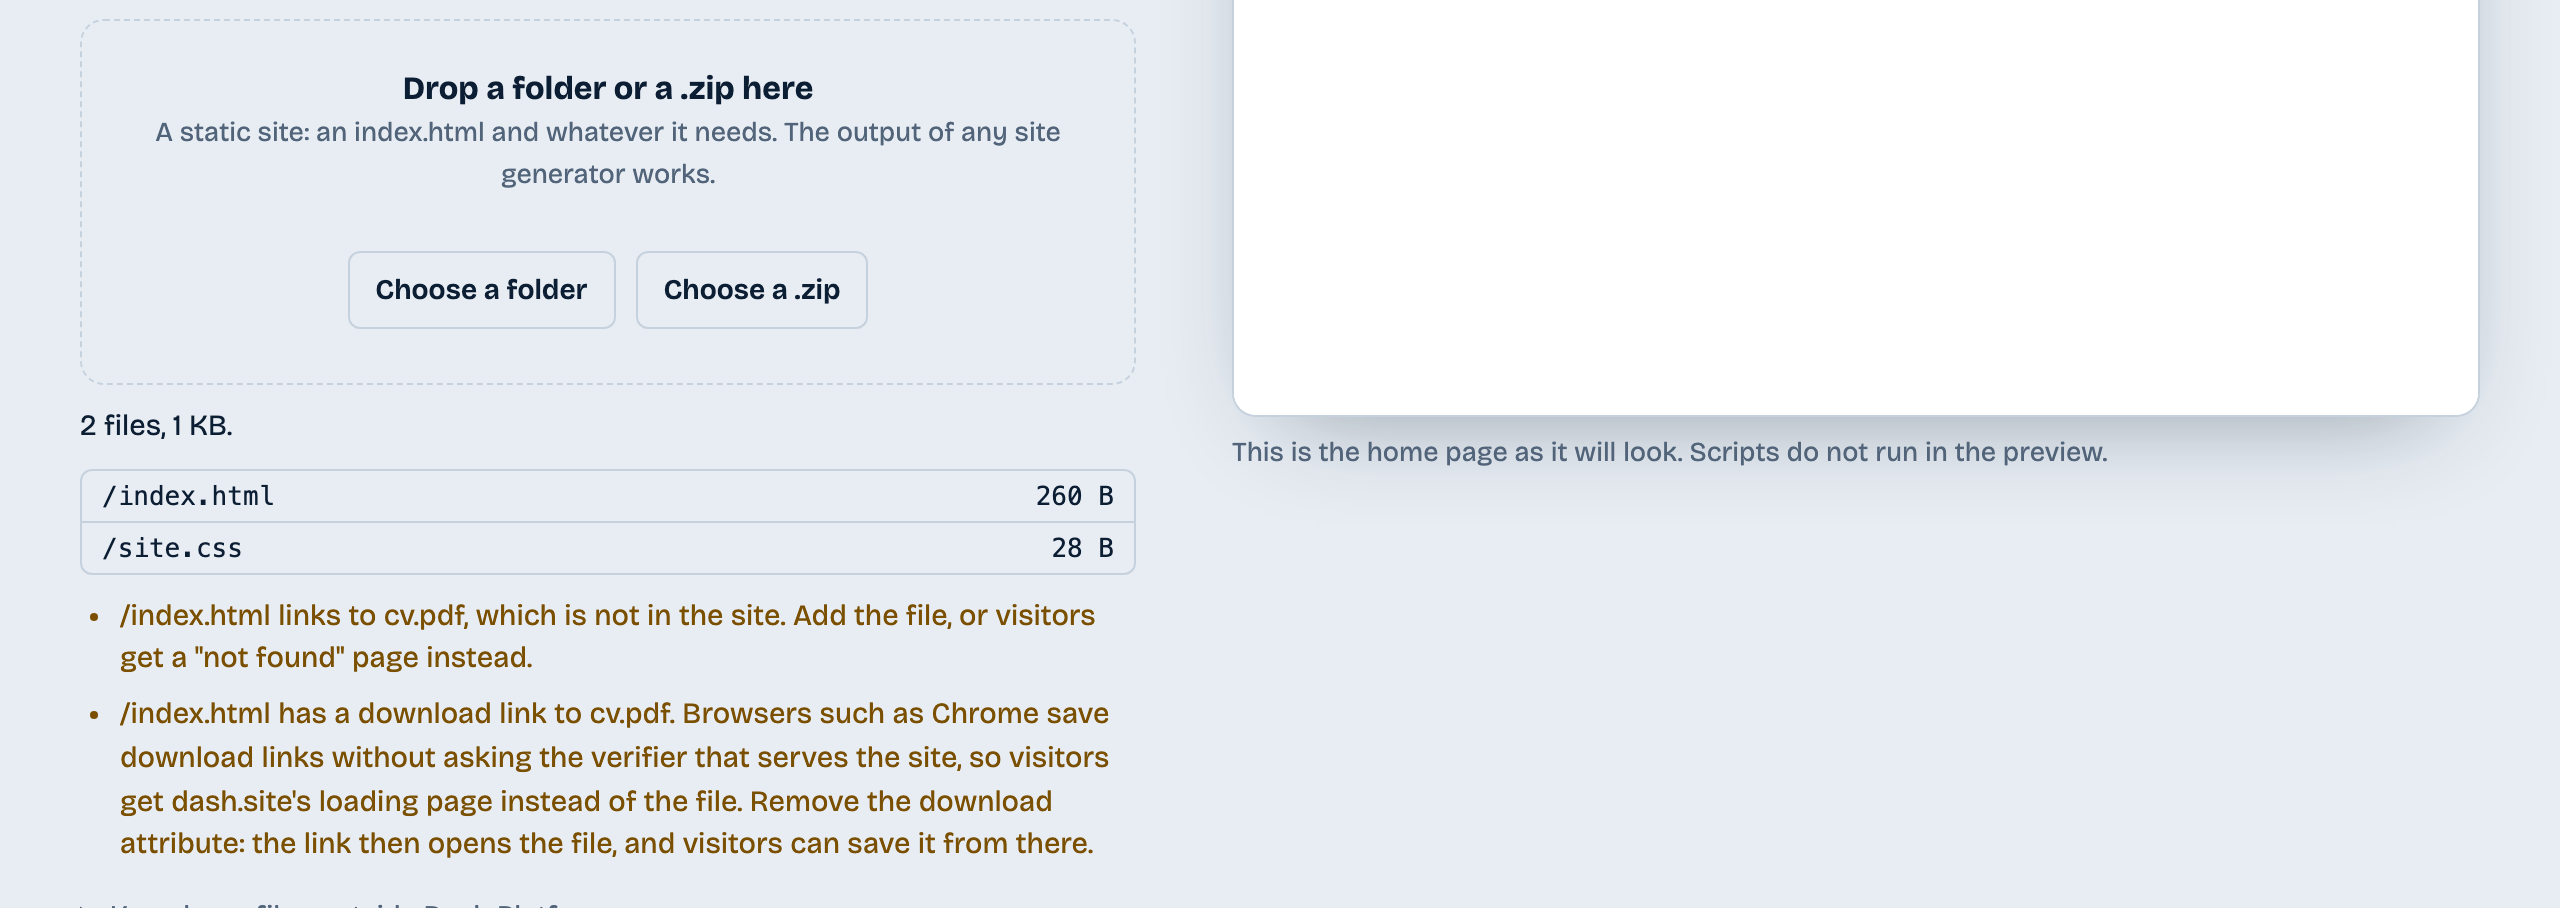 Drop a folder or a .zip here
A static site: an index.html and whatever it needs. The output of any site
generator works.
Choose a folder
Choose a .zip
2 files, 1 KB.
/index.html 260 B
/site.css 28 B
• /index.html links to cv.pdf, which is not in the site. Add the file, or visitors
get a "not found" page instead.
• /index.html has a download link to cv.pdf. Browsers such as Chrome save
download links without asking the verifier that serves the site, so visitors
get dash.site's loading page instead of the file. Remove the download
attribute: the link then opens the file, and visitors can save it from there.
This is the home page as it will look. Scripts do not run in the preview.